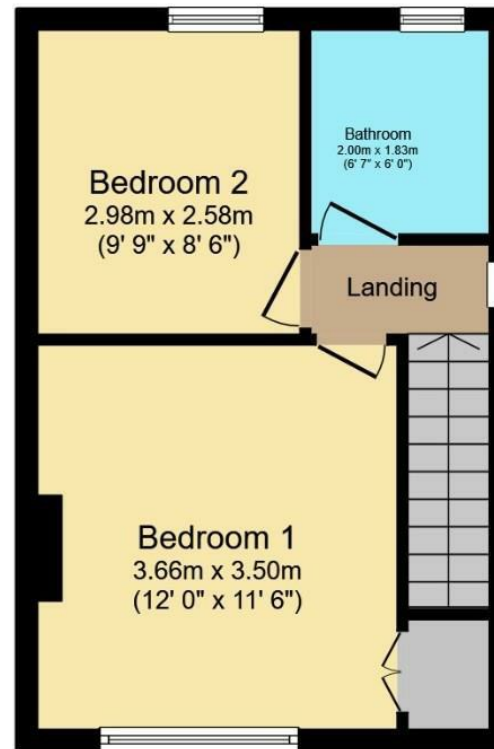 Bathroom
2.00m x 1.83m
(6' 7" x 6' 0")
Bedroom 2
2.98m x 2.58m
(9' 9" x 8' 6")
Landing
Bedroom 1
3.66m x 3.50m
(12' 0" x 11' 6")